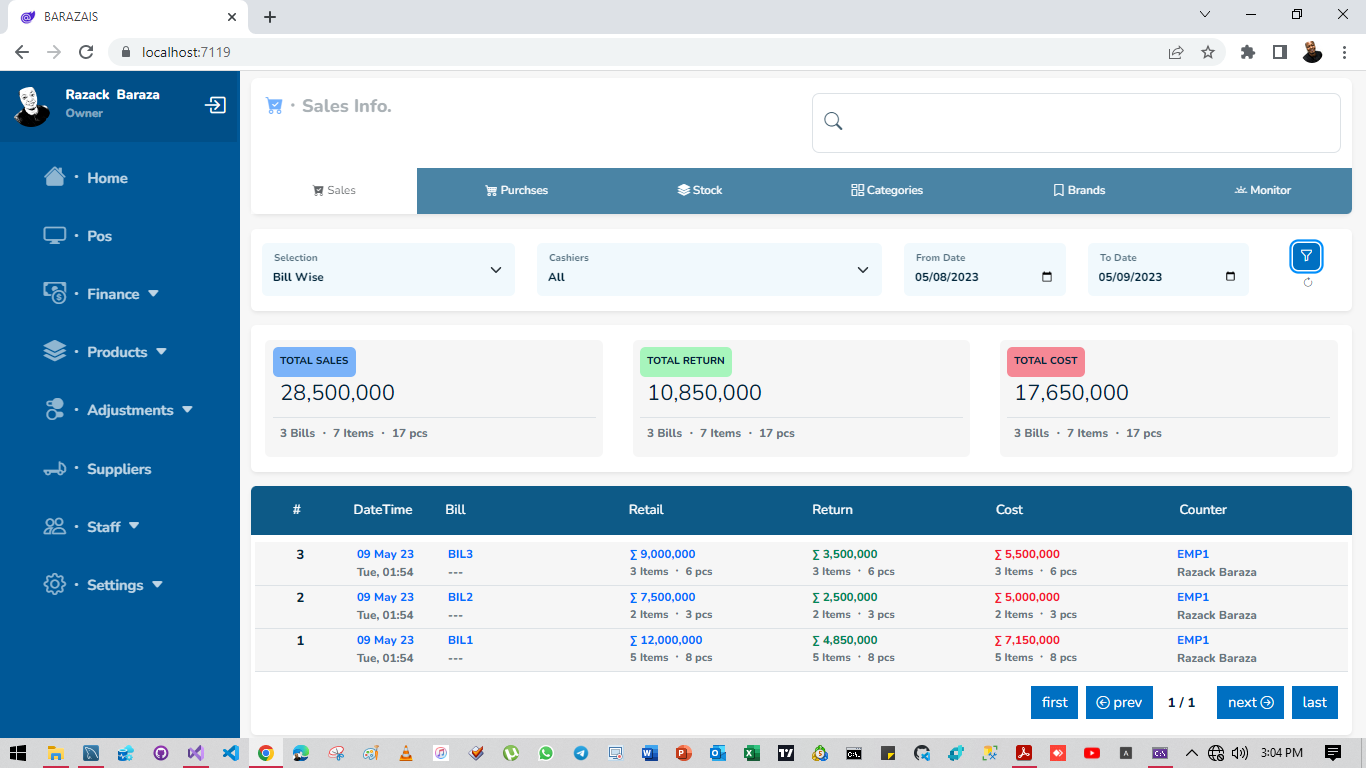 BARAZAIS
localhost:7119
Razack Baraza
Owner
Home
Pos
Finance
Products
Adjustments
Suppliers
Staff
Settings
Sales Info.
Sales Purchses Stock Categories Brands Monitor
Selection Cashiers From Date To Date
Bill Wise All 05/08/2023 05/09/2023
TOTAL SALES TOTAL RETURN TOTAL COST
28,500,000 10,850,000 17,650,000
3 Bills · 7 Items · 17 pcs 3 Bills · 7 Items · 17 pcs 3 Bills · 7 Items · 17 pcs
# DateTime Bill Retail Return Cost Counter
3 09 May 23 BIL3 ∑ 9,000,000 ∑ 3,500,000 ∑ 5,500,000 EMP1
Tue, 01:54 --- 3 Items · 6 pcs 3 Items · 6 pcs 3 Items · 6 pcs Razack Baraza
2 09 May 23 BIL2 ∑ 7,500,000 ∑ 2,500,000 ∑ 5,000,000 EMP1
Tue, 01:54 --- 2 Items · 3 pcs 2 Items · 3 pcs 2 Items · 3 pcs Razack Baraza
1 09 May 23 BIL1 ∑ 12,000,000 ∑ 4,850,000 ∑ 7,150,000 EMP1
Tue, 01:54 --- 5 Items · 8 pcs 5 Items · 8 pcs 5 Items · 8 pcs Razack Baraza
first prev 1 / 1 next last
3:04 PM